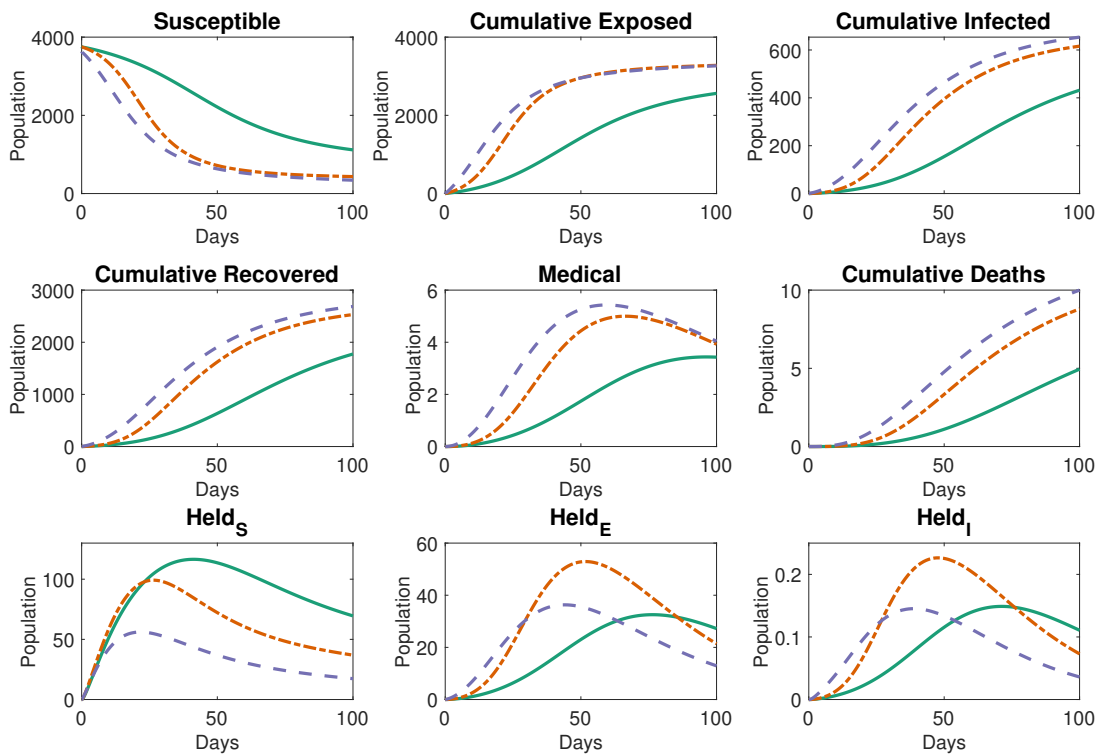 Susceptible
Cumulative Exposed
Cumulative Infected
4000
2000
0
Population
0
50
100
Days
4000
2000
0
Population
0
50
100
Days
600
400
200
0
Population
0
50
100
Days
Cumulative Recovered
Medical
Cumulative Deaths
3000
2000
1000
0
Population
0
50
100
Days
6
4
2
0
Population
0
50
100
Days
10
5
0
Population
0
50
100
Days
Held_S
Held_E
Held_I
100
50
0
Population
0
50
100
Days
60
40
20
0
Population
0
50
100
Days
0.2
0.1
0
Population
0
50
100
Days